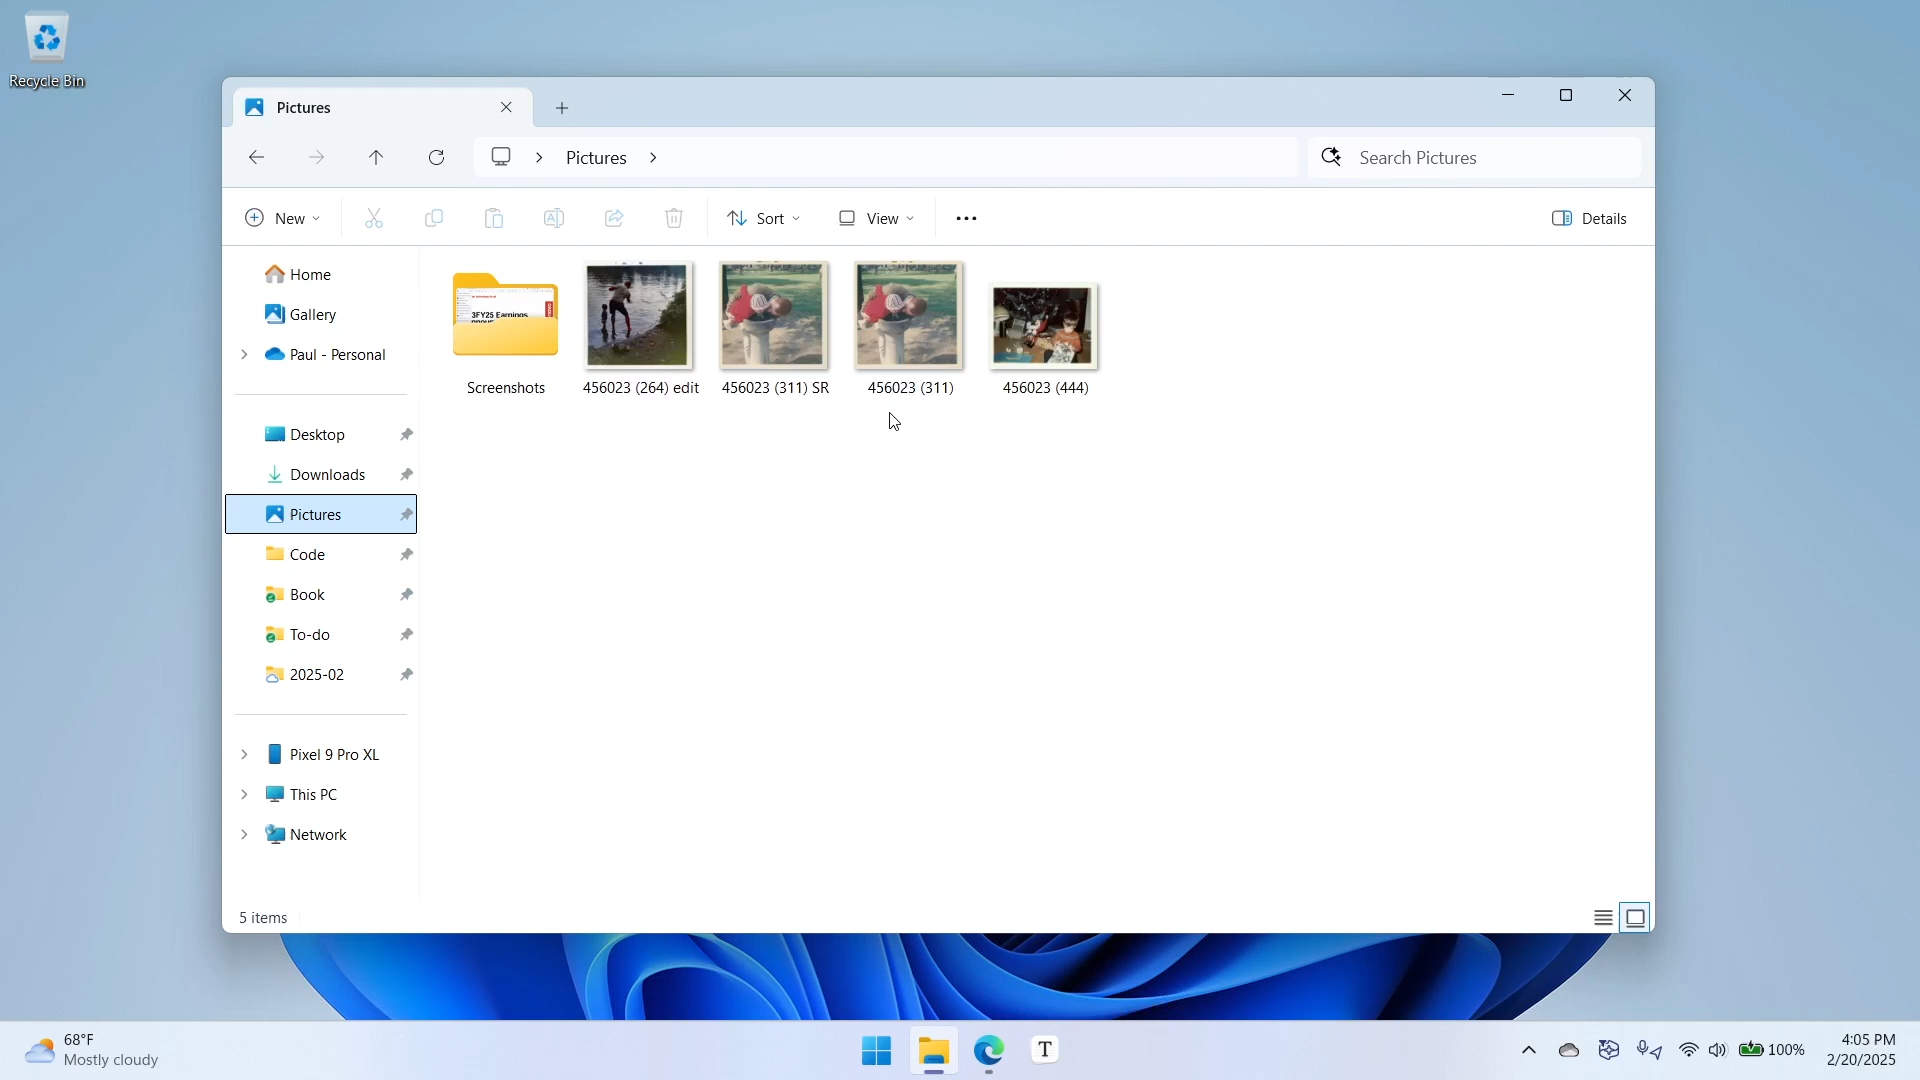 Recycle Bin
Pictures
Pictures
Search Pictures
New
Sort
View
Details
Home
Gallery
Paul - Personal
Desktop
Downloads
Pictures
Code
Book
To-do
2025-02
Pixel 9 Pro XL
This PC
Network
3FY25 Earnings
Screenshots
456023 (264) edit
456023 (311) SR
456023 (311)
456023 (444)
5 items
68°F
Mostly cloudy
T
100%
4:05 PM
2/20/2025